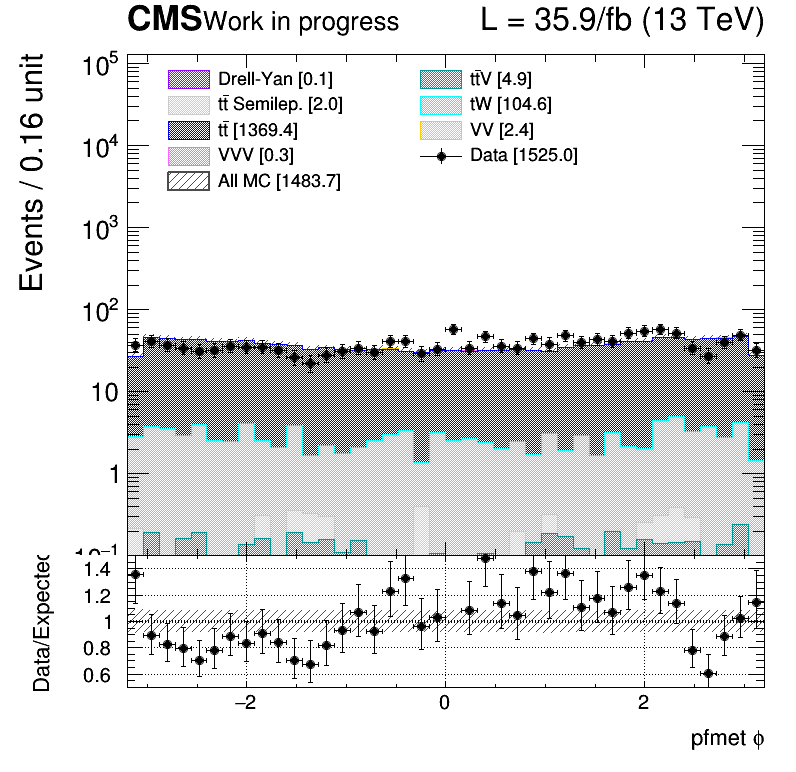 CMS Work in progress L = 35.9/fb (13 TeV)
Events / 0.16 unit
10⁵
10⁴
10³
10²
10
1
10⁻¹
Drell-Yan [0.1]
tt̄V [4.9]
tt̄ Semilep. [2.0]
tW [104.6]
tt̄ [1369.4]
VV [2.4]
VVV [0.3]
Data [1525.0]
All MC [1483.7]
Data/Expected
1.4
1.2
1
0.8
0.6
−2 0 2
pfmet ϕ